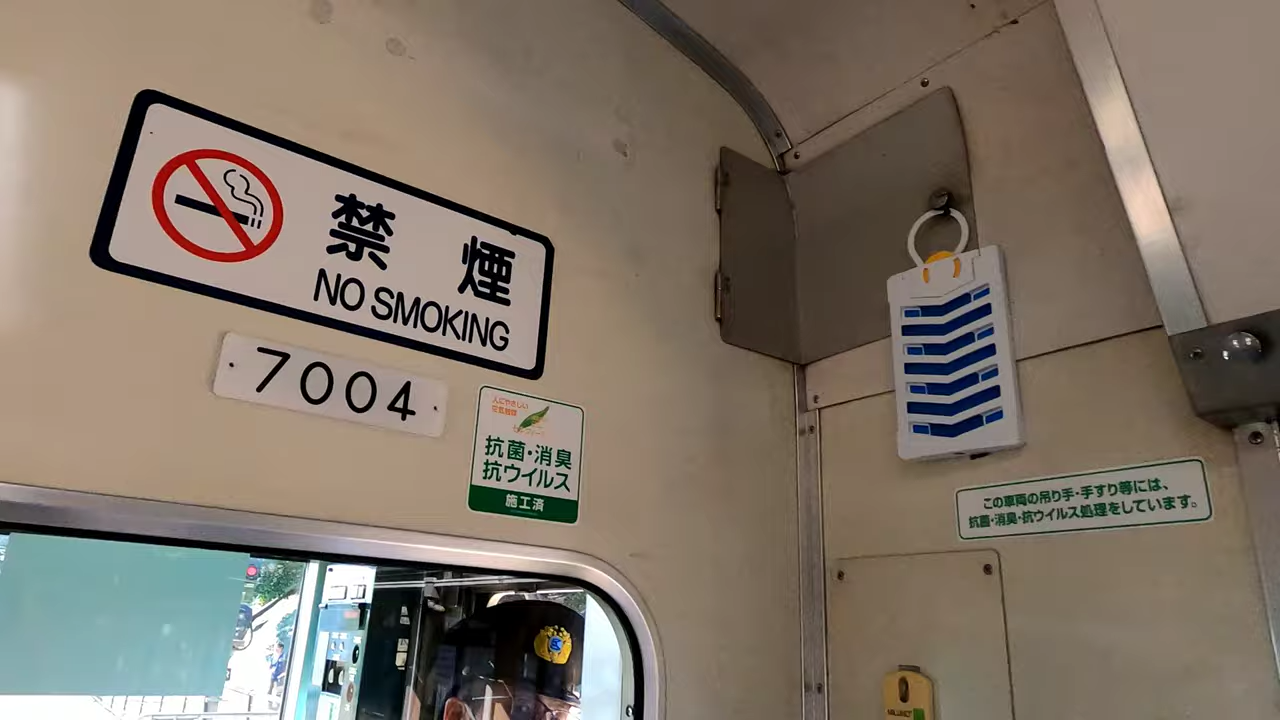 禁煙
NO SMOKING
7004
人にやさしい
抗菌・消臭
抗ウイルス
施工済
この車両の吊り手・手すり等には、
抗菌・消臭・抗ウイルス処理をしています。